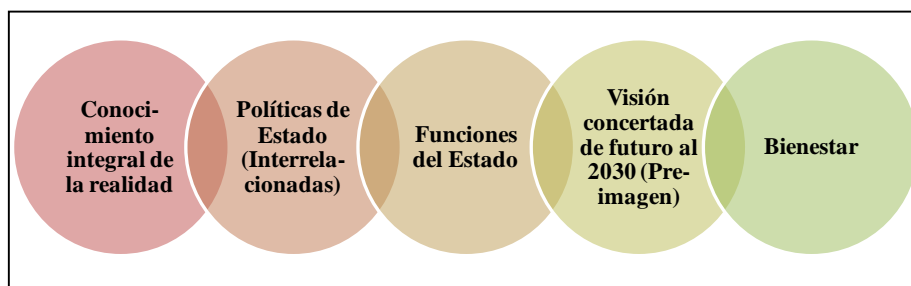 Conoci-
miento
integral de
la realidad
Políticas de
Estado
(Interrela-
cionadas)
Funciones
del Estado
Visión
concertada
de futuro al
2030 (Pre-
imagen)
Bienestar